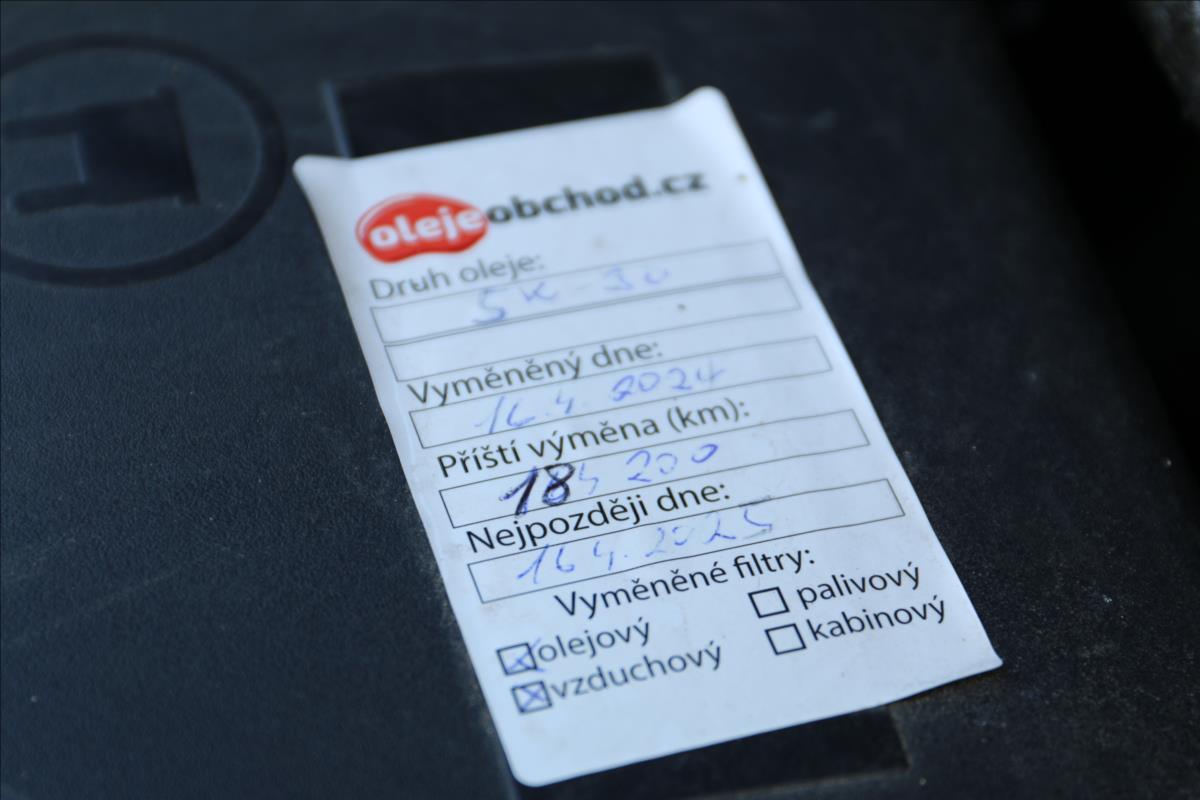 olejeobchod.cz
Druh oleje:
5W-30
Vyměněný dne:
16.4.2024
Příští výměna (km):
184 200
Nejpozději dne:
16 4.2025
Vyměněné filtry:
olejový
palivový
vzduchový
kabinový